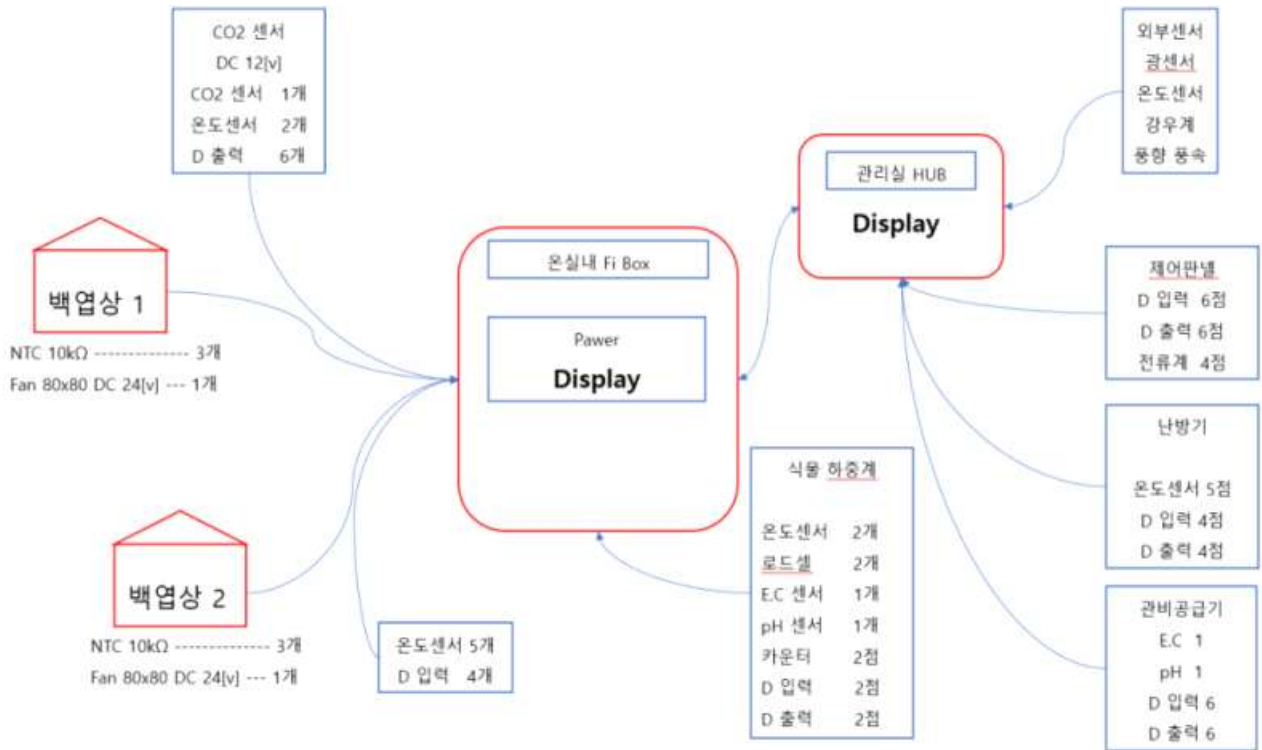 CO2 센서
DC 12[v]
CO2 센서 1개
온도센서 2개
D 출력 6개
백엽상 1
NTC 10kΩ -------------- 3개
Fan 80x80 DC 24[v] --- 1개
백엽상 2
NTC 10kΩ -------------- 3개
Fan 80x80 DC 24[v] --- 1개
온도센서 5개
D 입력 4개
온실내 Fi Box
Pawer
Display
식물 하중계
온도센서 2개
로드셀 2개
E.C 센서 1개
pH 센서 1개
카운터 2점
D 입력 2점
D 출력 2점
관리실 HUB
Display
외부센서
광센서
온도센서
강우계
풍향 풍속
제어판넬
D 입력 6점
D 출력 6점
전류계 4점
난방기
온도센서 5점
D 입력 4점
D 출력 4점
관비공급기
E.C 1
pH 1
D 입력 6
D 출력 6